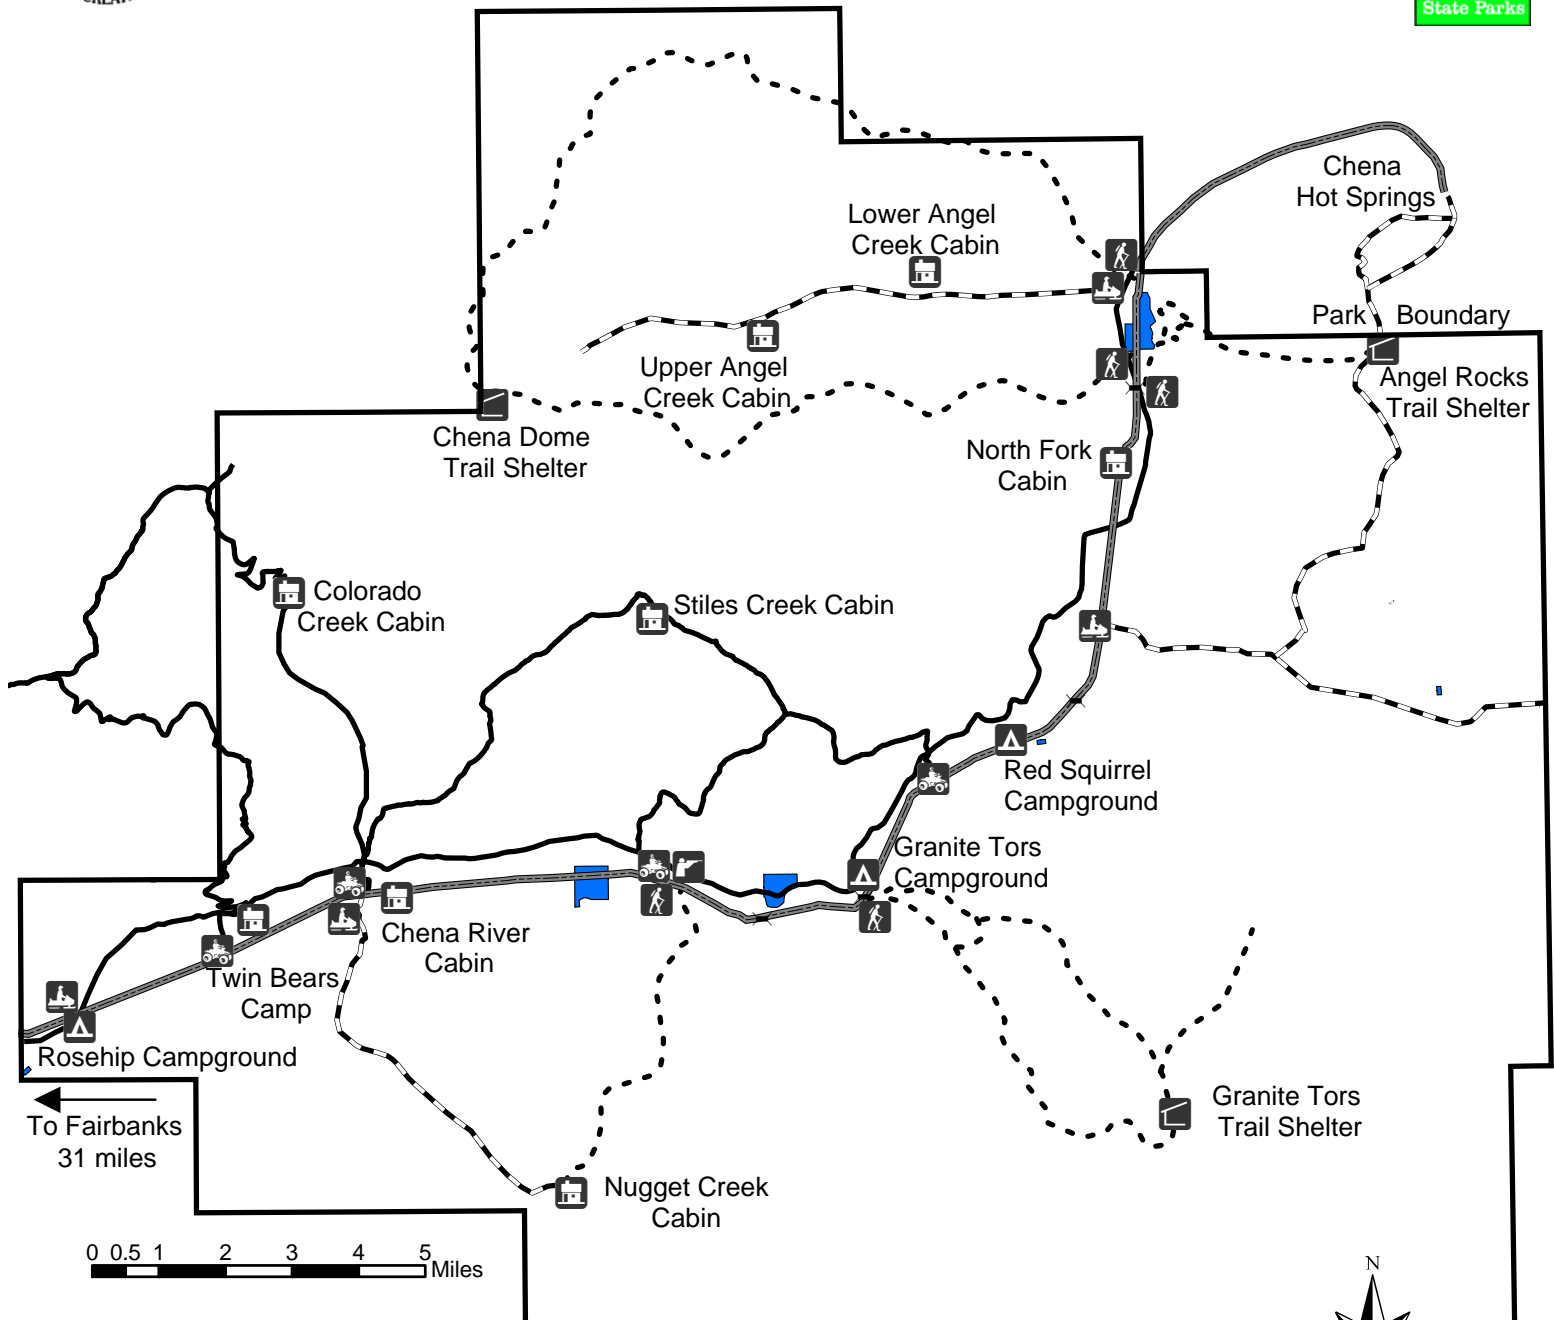 State Parks
Chena
Hot Springs
Lower Angel
Creek Cabin
Park Boundary
Upper Angel
Creek Cabin
Angel Rocks
Trail Shelter
Chena Dome
Trail Shelter
North Fork
Cabin
Colorado
Creek Cabin
Stiles Creek Cabin
Red Squirrel
Campground
Granite Tors
Campground
Chena River
Cabin
Twin Bears
Camp
Rosehip Campground
To Fairbanks
31 miles
Granite Tors
Trail Shelter
Nugget Creek
Cabin
0 0.5 1 2 3 4 5
Miles
N